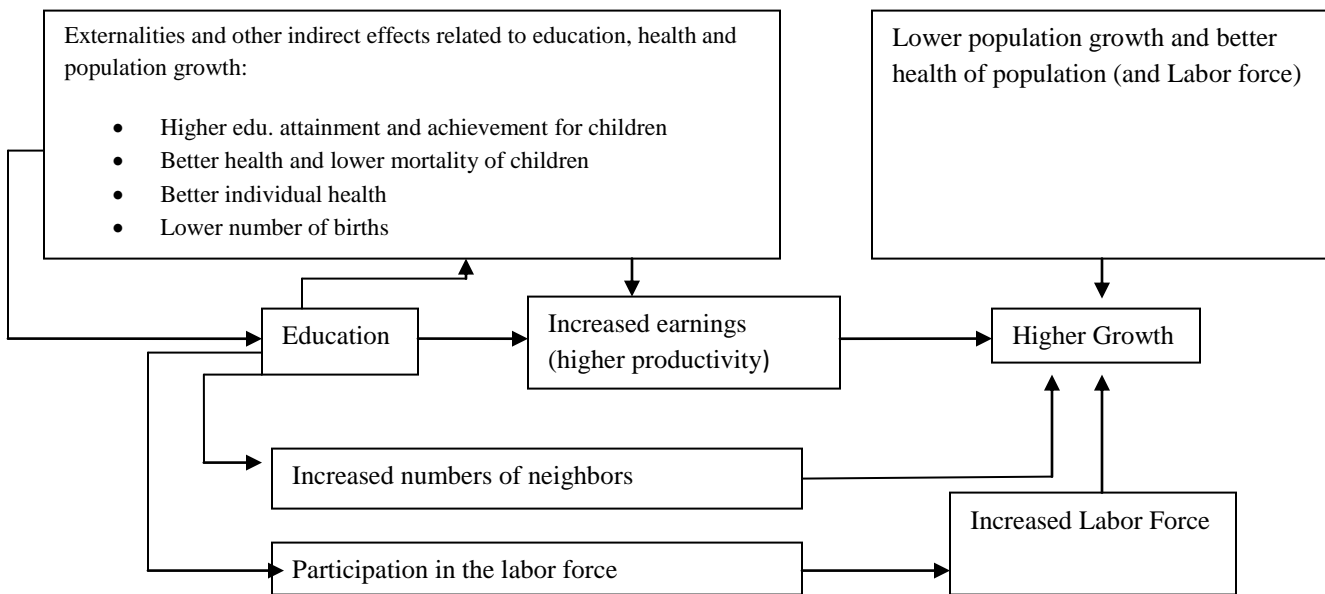 Externalities and other indirect effects related to education, health and
population growth:
• Higher edu. attainment and achievement for children
• Better health and lower mortality of children
• Better individual health
• Lower number of births
Lower population growth and better
health of population (and Labor force)
Education
Increased earnings
(higher productivity)
Higher Growth
Increased numbers of neighbors
Increased Labor Force
Participation in the labor force